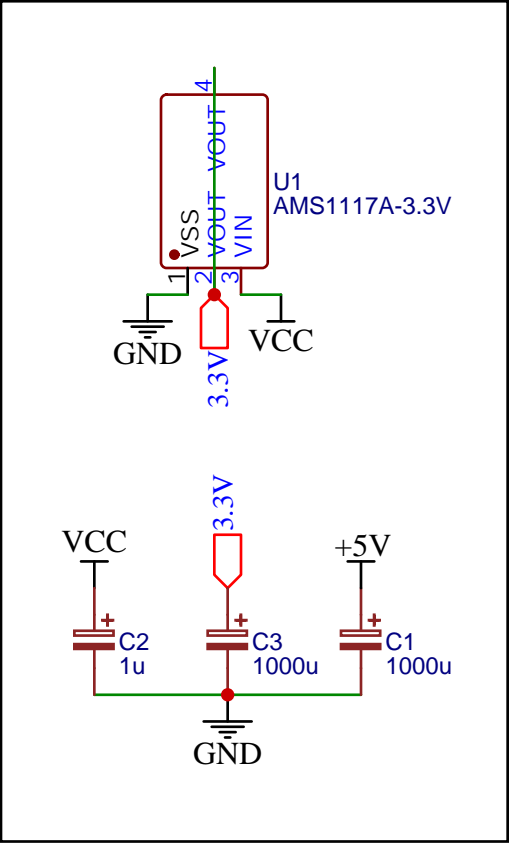 4
VOUT
U1
AMS1117A-3.3V
VSS
VOUT
VIN
1
2
3
GND
VCC
3.3V
3.3V
VCC
+5V
+
+
+
C2
1u
C3
1000u
C1
1000u
GND